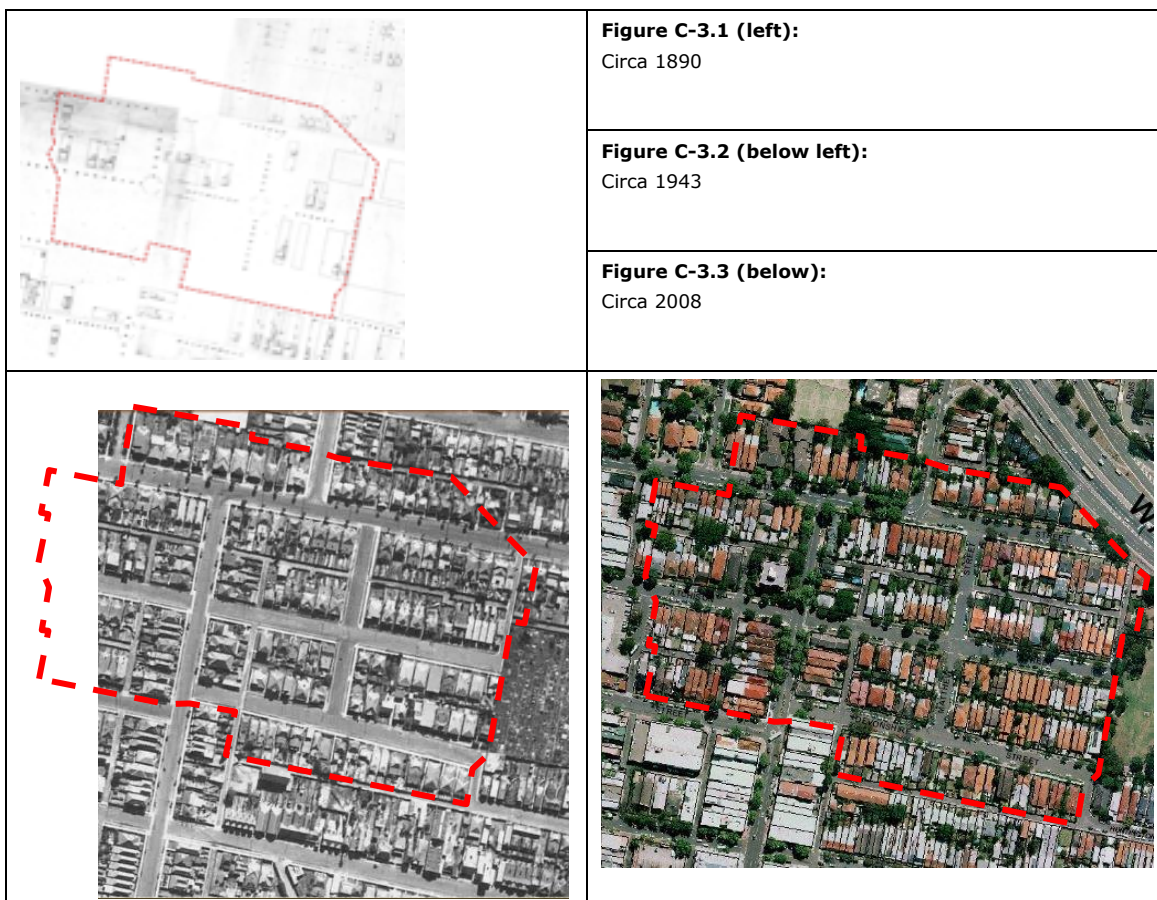 Figure C-3.1 (left):
Circa 1890
Figure C-3.2 (below left):
Circa 1943
Figure C-3.3 (below):
Circa 2008
W
STREET